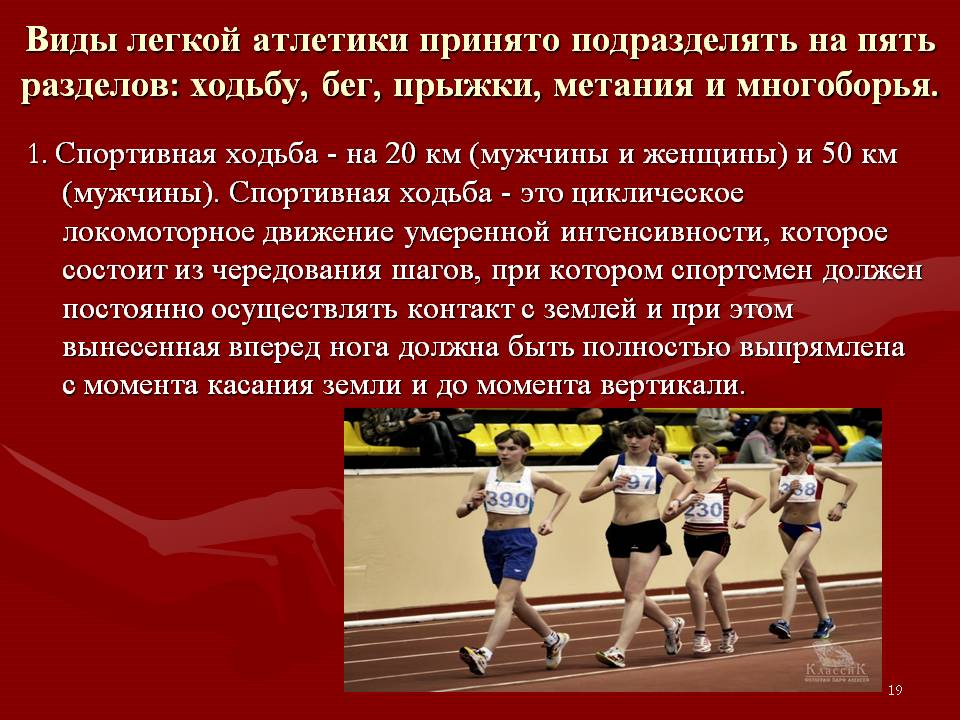 Виды легкой атлетики принято подразделять на пять
разделов: ходьбу, бег, прыжки, метания и многоборья.
1. Спортивная ходьба - на 20 км (мужчины и женщины) и 50 км
(мужчины). Спортивная ходьба - это циклическое
локомоторное движение умеренной интенсивности, которое
состоит из чередования шагов, при котором спортсмен должен
постоянно осуществлять контакт с землей и при этом
вынесенная вперед нога должна быть полностью выпрямлена
с момента касания земли и до момента вертикали.
390
230
КлассиК
19